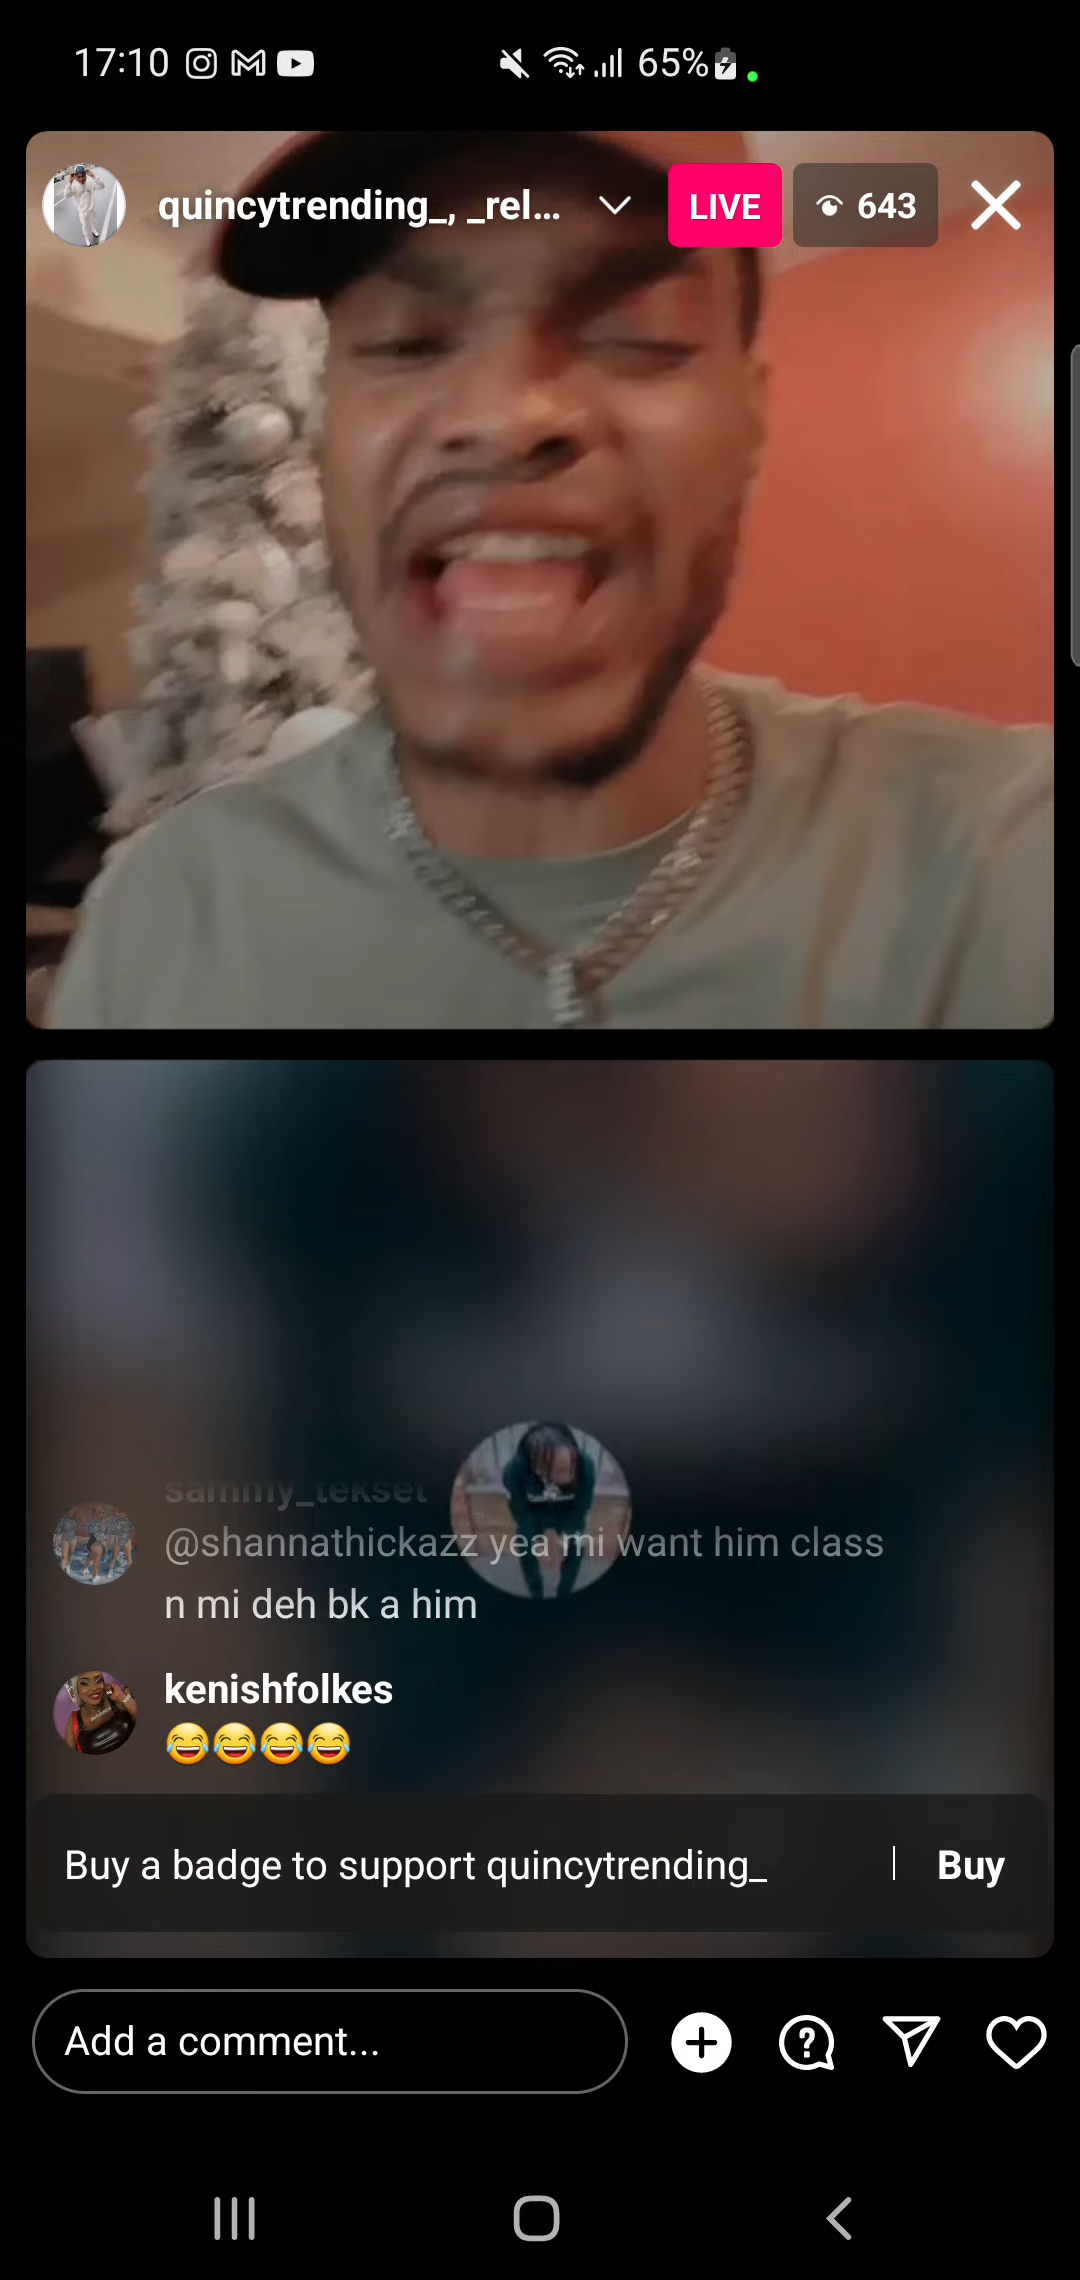 17:10 65%
quincytrending_, _rel... LIVE 643
sammy_tekset
@shannathickazz yea mi want him class
n mi deh bk a him
kenishfolkes
😂😂😂😂
Buy a badge to support quincytrending_ | Buy
Add a comment...